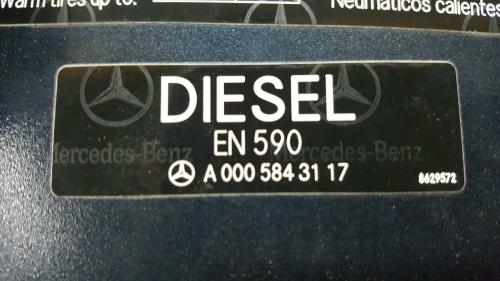 Warm tires up to: Neumáticos calientes
DIESEL
EN 590
Mercedes-Benz Mercedes-Benz
A 000 584 31 17
8629572